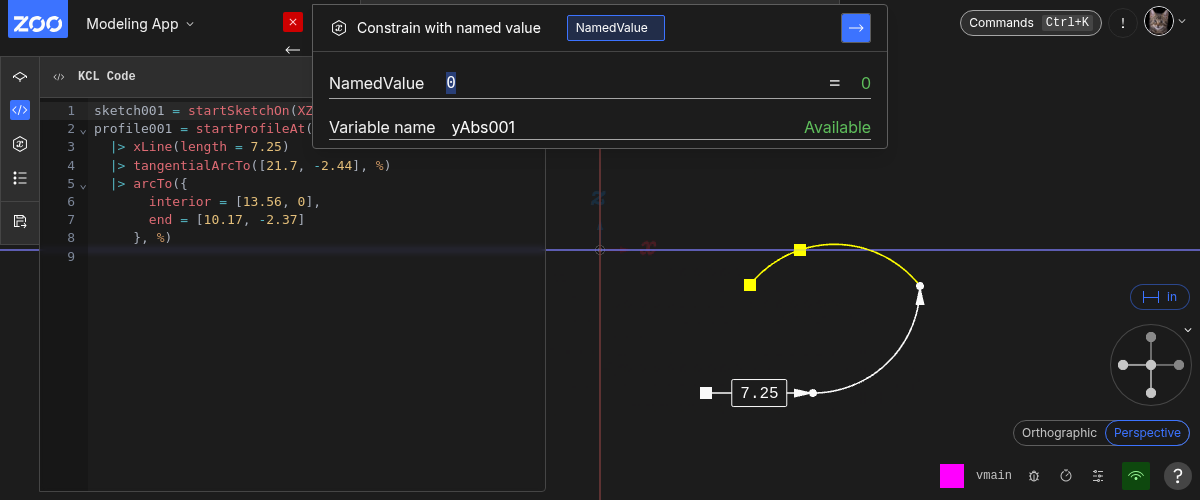 ZOO
Modeling App
Constrain with named value
NamedValue
Commands
Ctrl+K
!
NamedValue
0
= 0
Variable name
yAbs001
Available
KCL Code
1 sketch001 = startSketchOn(XZ
2 profile001 = startProfileAt(
3 |> xLine(length = 7.25)
4 |> tangentialArcTo([21.7, -2.44], %)
5 |> arcTo({
6 interior = [13.56, 0],
7 end = [10.17, -2.37]
8 }, %)
9
z
x
7.25
in
Orthographic
Perspective
vmain
?